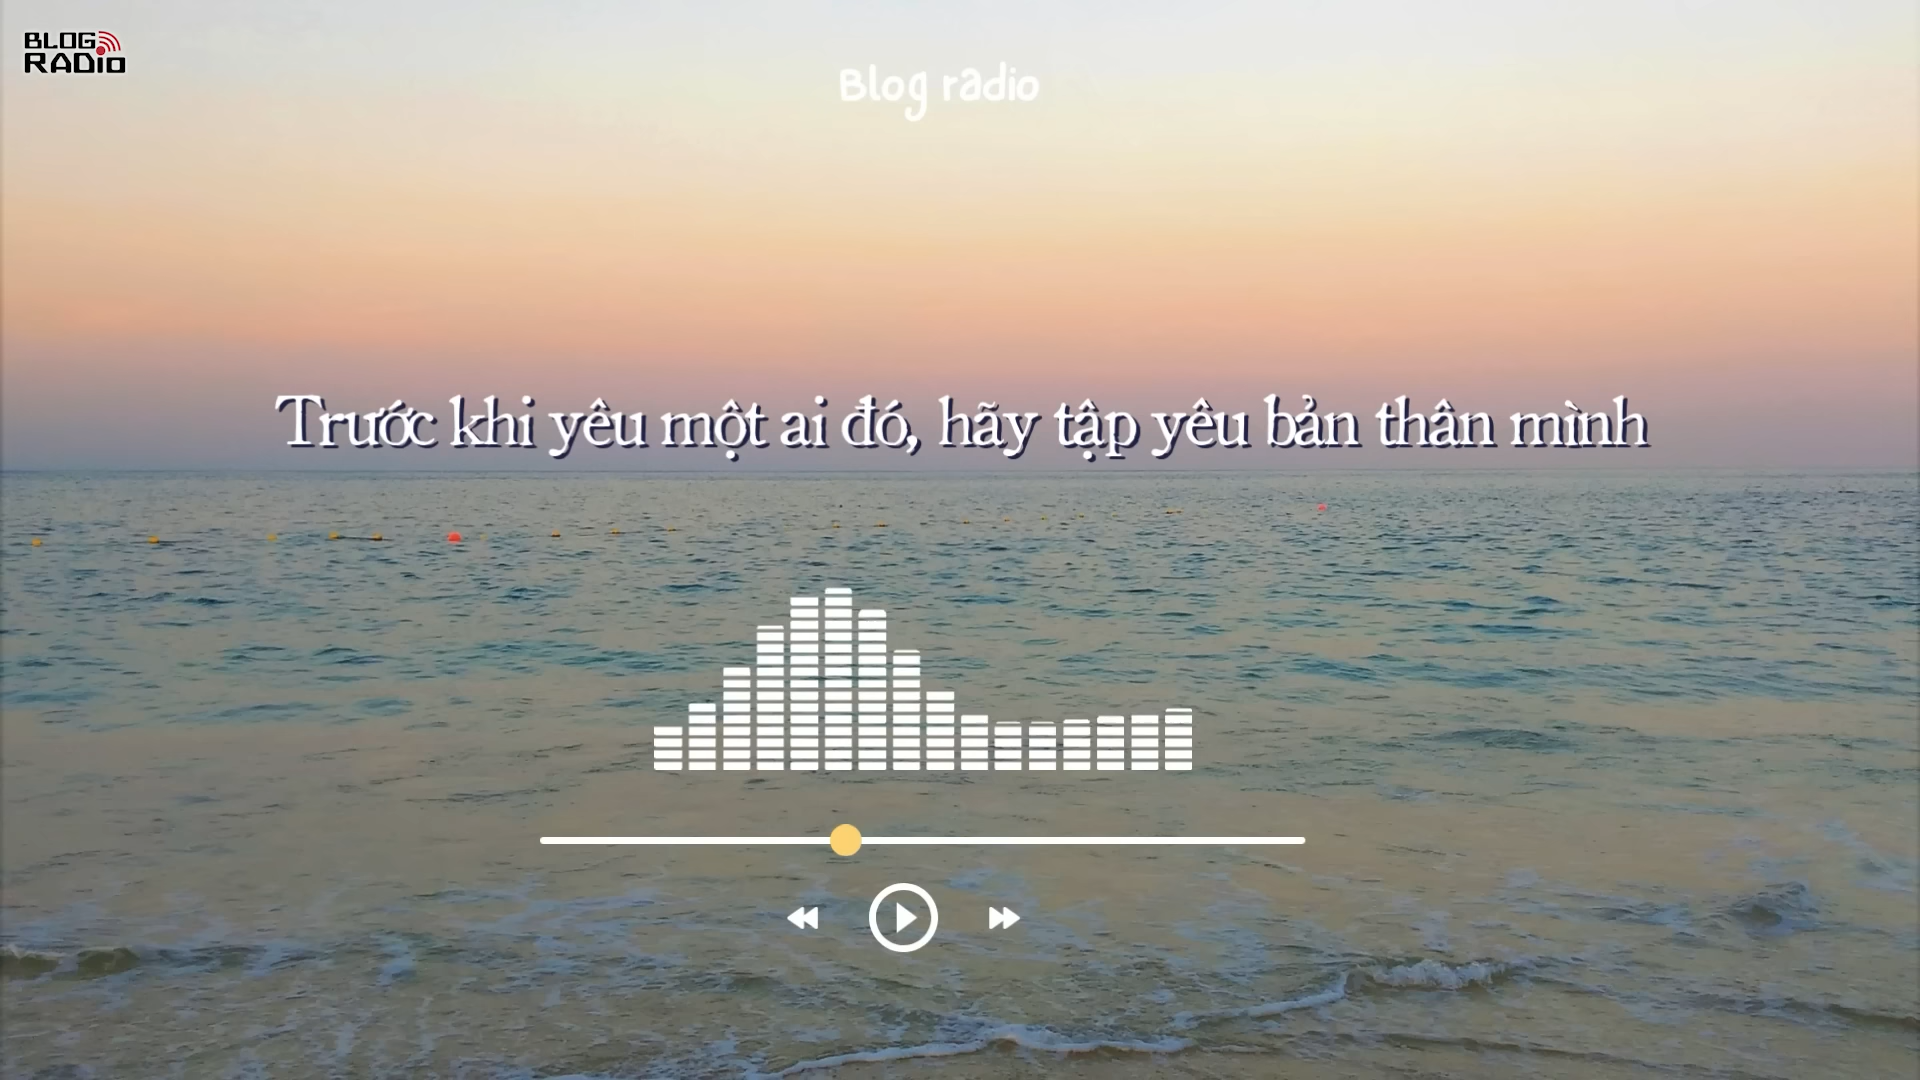 BLOG
RADIO
Blog radio
Trước khi yêu một ai đó, hãy tập yêu bản thân mình